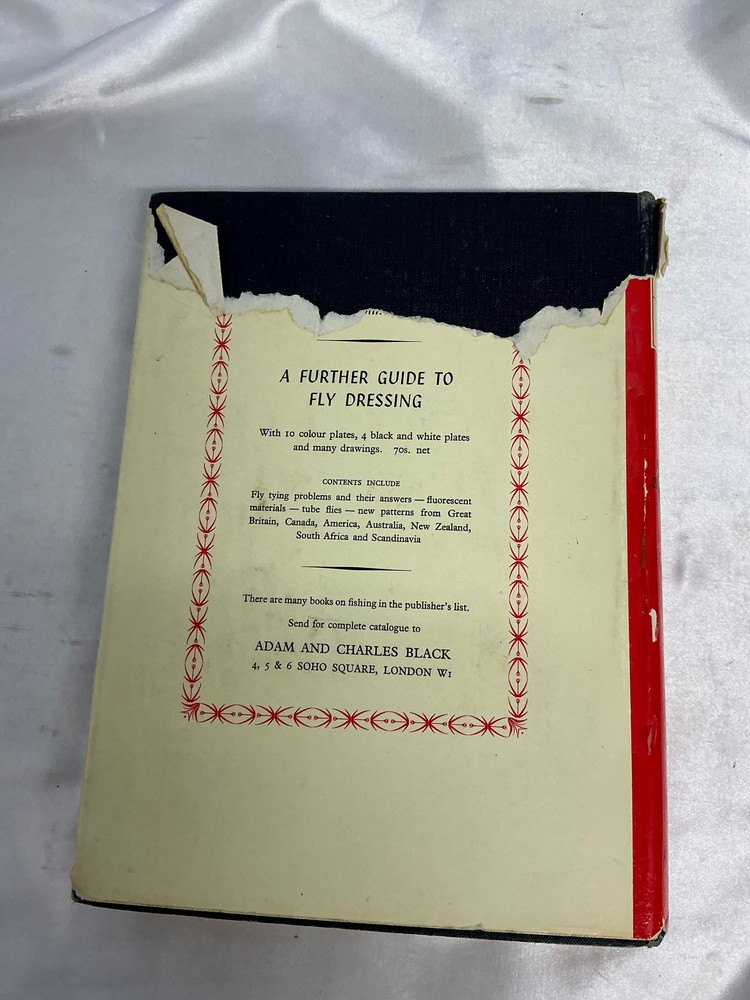 A FURTHER GUIDE TO
FLY DRESSING
With 10 colour plates, 4 black and white plates
and many drawings. 70s. net
CONTENTS INCLUDE
Fly tying problems and their answers — fluorescent
materials — tube flies — new patterns from Great
Britain, Canada, America, Australia, New Zealand,
South Africa and Scandinavia
There are many books on fishing in the publisher's list.
Send for complete catalogue to
ADAM AND CHARLES BLACK
4, 5 & 6 SOHO SQUARE, LONDON W1